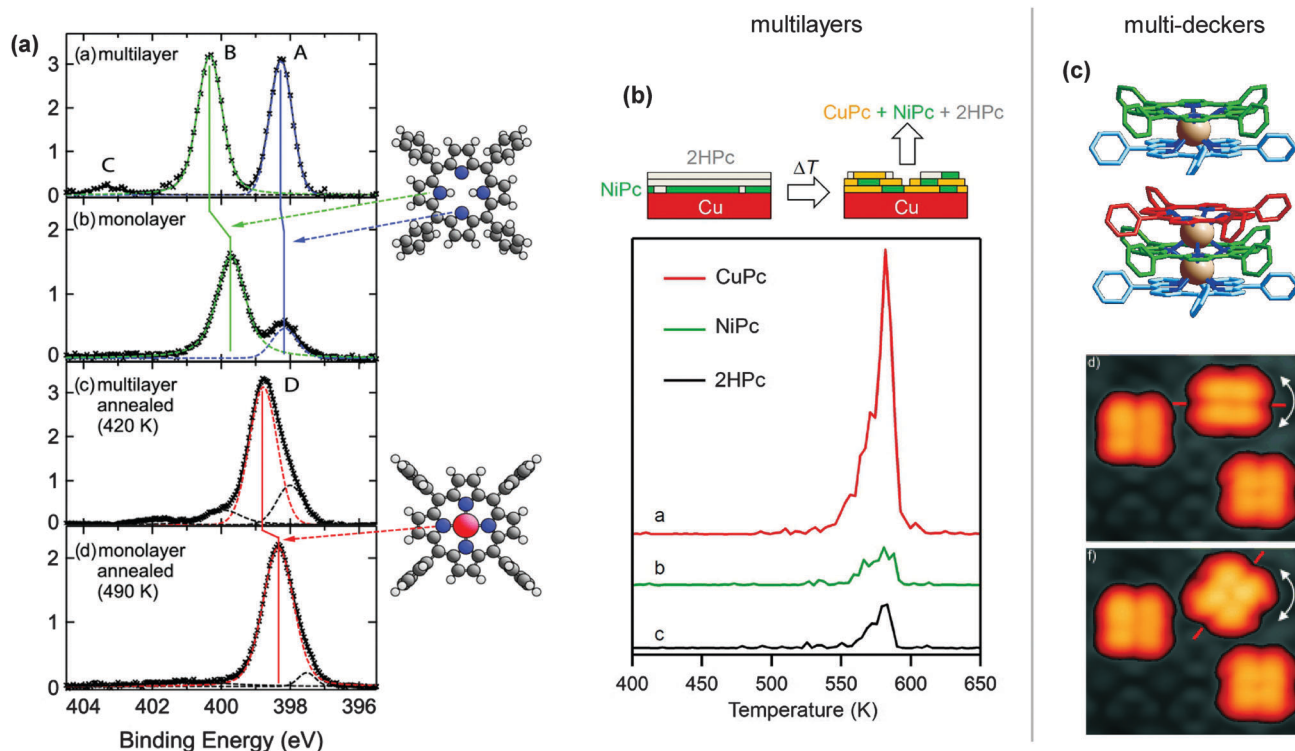 multilayers
multi-deckers
(a)
(a) multilayer
B
A
C
3
2
1
0
(b) monolayer
2
1
0
(c) multilayer
annealed
(420 K)
D
3
2
1
0
(d) monolayer
annealed
(490 K)
2
1
0
404
402
400
398
396
Binding Energy (eV)
(b)
CuPc + NiPc + 2HPc
2HPc
NiPc
ΔT
Cu
Cu
CuPc
NiPc
2HPc
a
b
c
400
450
500
550
600
650
Temperature (K)
(c)
d)
f)